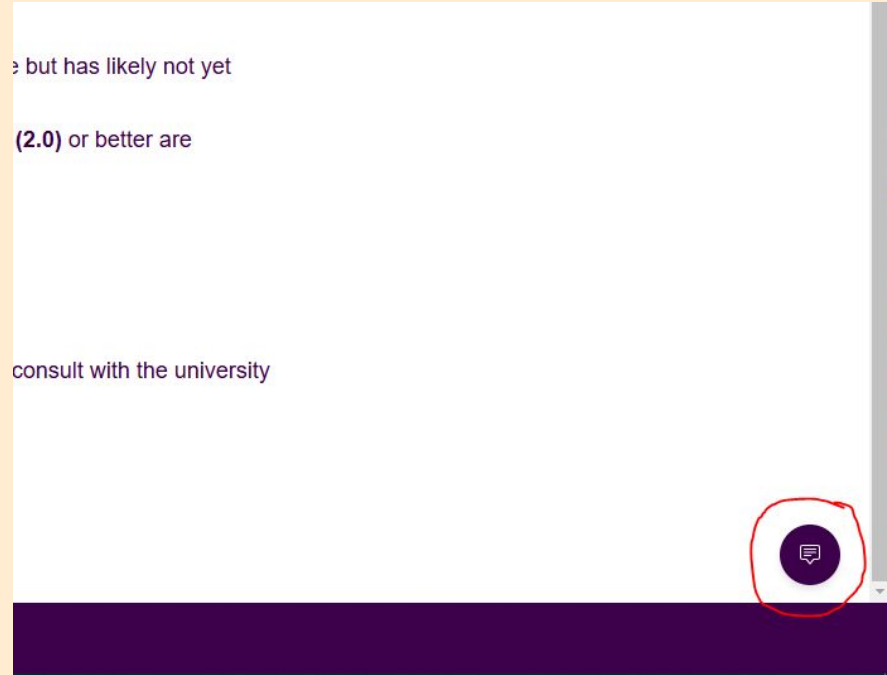 but has likely not yet
(2.0) or better are
consult with the university